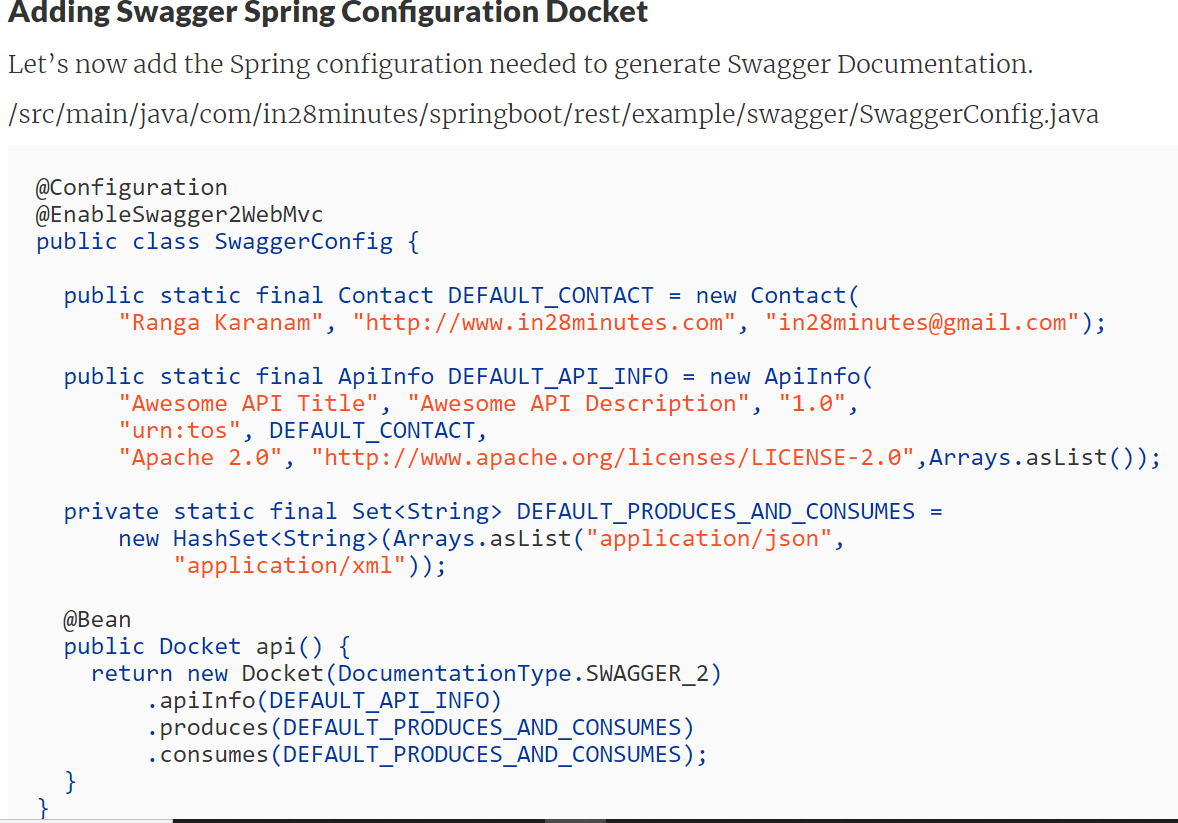 Adding Swagger Spring Configuration Docket
Let’s now add the Spring configuration needed to generate Swagger Documentation.
/src/main/java/com/in28minutes/springboot/rest/example/swagger/SwaggerConfig.java
@Configuration
@EnableSwagger2WebMvc
public class SwaggerConfig {
public static final Contact DEFAULT_CONTACT = new Contact(
"Ranga Karanam", "http://www.in28minutes.com", "in28minutes@gmail.com");
public static final ApiInfo DEFAULT_API_INFO = new ApiInfo(
"Awesome API Title", "Awesome API Description", "1.0",
"urn:tos", DEFAULT_CONTACT,
"Apache 2.0", "http://www.apache.org/licenses/LICENSE-2.0",Arrays.asList());
private static final Set<String> DEFAULT_PRODUCES_AND_CONSUMES =
new HashSet<String>(Arrays.asList("application/json",
"application/xml"));
@Bean
public Docket api() {
return new Docket(DocumentationType.SWAGGER_2)
.apiInfo(DEFAULT_API_INFO)
.produces(DEFAULT_PRODUCES_AND_CONSUMES)
.consumes(DEFAULT_PRODUCES_AND_CONSUMES);
}
}